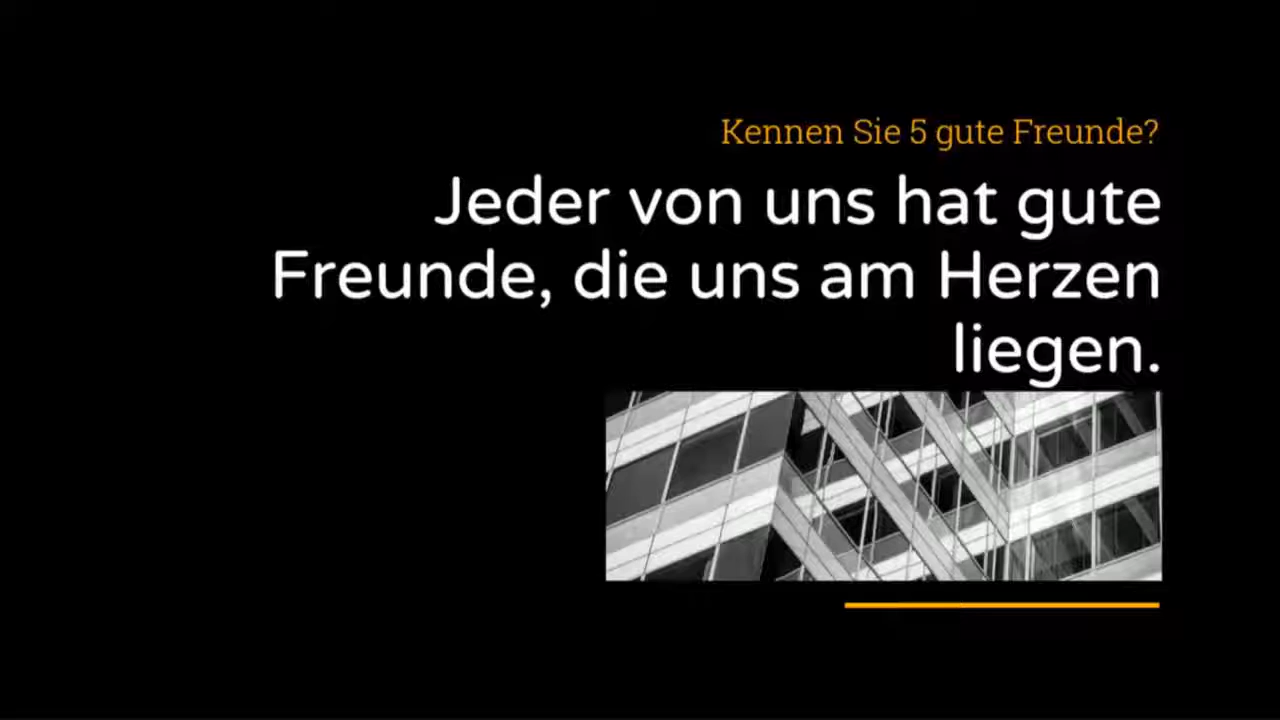 Kennen Sie 5 gute Freunde?
Jeder von uns hat gute
Freunde, die uns am Herzen
liegen.